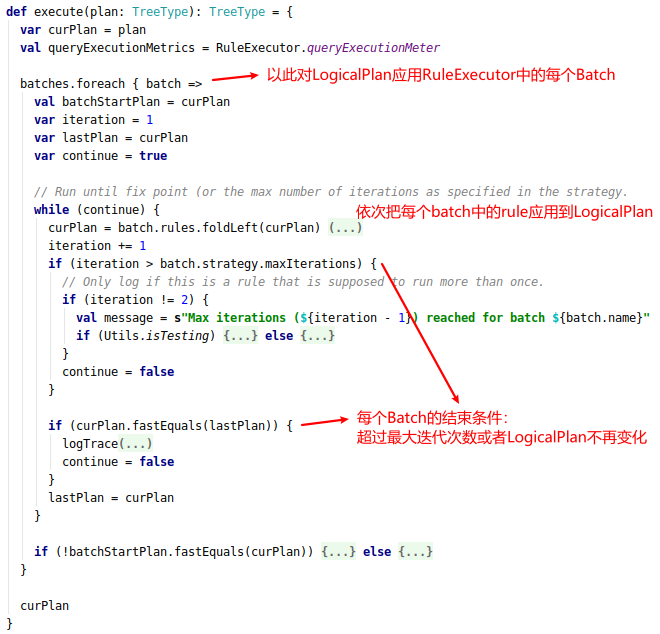 def execute(plan: TreeType): TreeType = {
var curPlan = plan
val queryExecutionMetrics = RuleExecutor.queryExecutionMeter
batches.foreach { batch =>
以此对LogicalPlan应用RuleExecutor中的每个Batch
val batchStartPlan = curPlan
var iteration = 1
var lastPlan = curPlan
var continue = true
// Run until fix point (or the max number of iterations as specified in the strategy.
while (continue) {
依次把每个batch中的rule应用到LogicalPlan
curPlan = batch.rules.foldLeft(curPlan) (...)
iteration += 1
if (iteration > batch.strategy.maxIterations) {
// Only log if this is a rule that is supposed to run more than once.
if (iteration != 2) {
val message = s"Max iterations (${iteration - 1}) reached for batch ${batch.name}"
if (Utils.isTesting) {...} else {...}
}
continue = false
}
if (curPlan.fastEquals(lastPlan)) {
每个Batch的结束条件：
超过最大迭代次数或者LogicalPlan不再变化
logTrace(...)
continue = false
}
lastPlan = curPlan
}
if (!batchStartPlan.fastEquals(curPlan)) {...} else {...}
}
curPlan
}